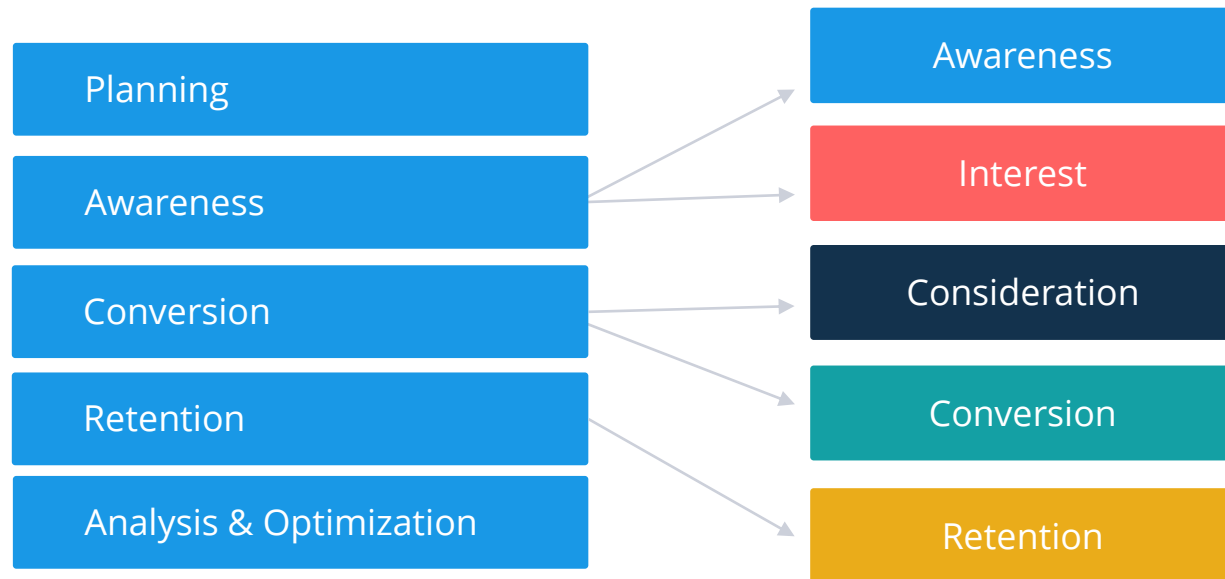 Planning
Awareness
Conversion
Retention
Analysis & Optimization
Awareness
Interest
Consideration
Conversion
Retention